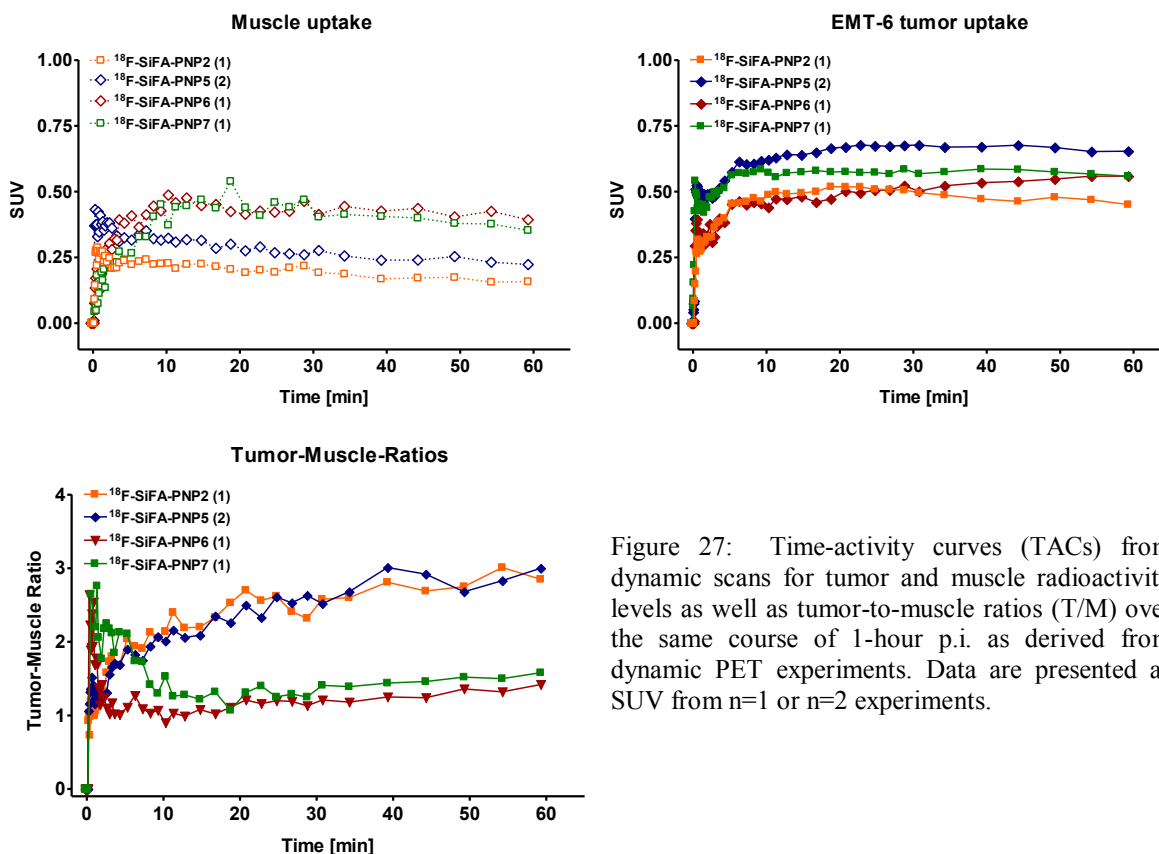 Muscle uptake
1.00
0.75
0.50
0.25
0.00
SUV
¹⁸F-SiFA-PNP2 (1)
¹⁸F-SiFA-PNP5 (2)
¹⁸F-SiFA-PNP6 (1)
¹⁸F-SiFA-PNP7 (1)
0 10 20 30 40 50 60
Time [min]
EMT-6 tumor uptake
1.00
0.75
0.50
0.25
0.00
SUV
¹⁸F-SiFA-PNP2 (1)
¹⁸F-SiFA-PNP5 (2)
¹⁸F-SiFA-PNP6 (1)
¹⁸F-SiFA-PNP7 (1)
0 10 20 30 40 50 60
Time [min]
Tumor-Muscle-Ratios
4
3
2
1
0
Tumor-Muscle Ratio
¹⁸F-SiFA-PNP2 (1)
¹⁸F-SiFA-PNP5 (2)
¹⁸F-SiFA-PNP6 (1)
¹⁸F-SiFA-PNP7 (1)
0 10 20 30 40 50 60
Time [min]
Figure 27: Time-activity curves (TACs) from
dynamic scans for tumor and muscle radioactivit
levels as well as tumor-to-muscle ratios (T/M) ove
the same course of 1-hour p.i. as derived from
dynamic PET experiments. Data are presented a
SUV from n=1 or n=2 experiments.